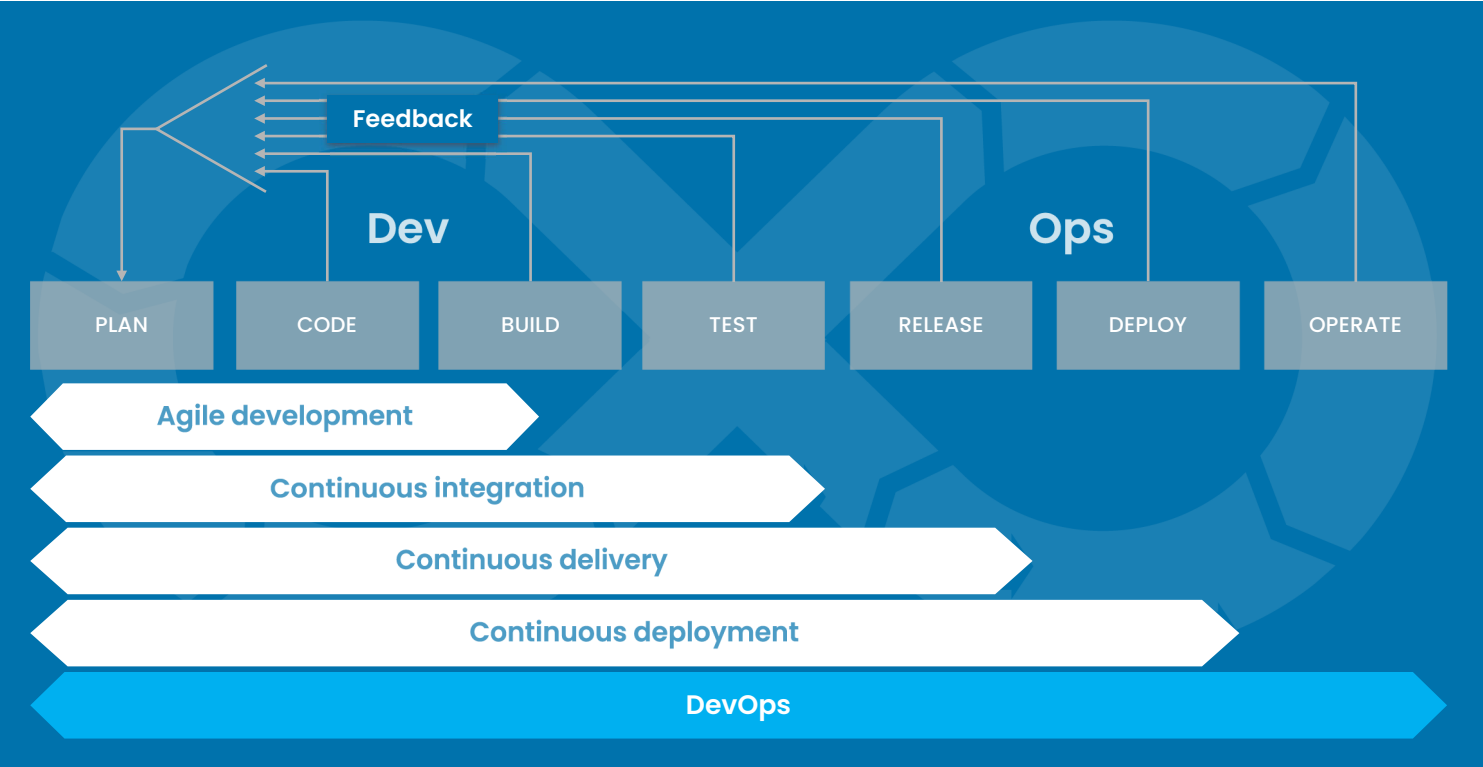 Feedback
Dev
Ops
PLAN
CODE
BUILD
TEST
RELEASE
DEPLOY
OPERATE
Agile development
Continuous integration
Continuous delivery
Continuous deployment
DevOps